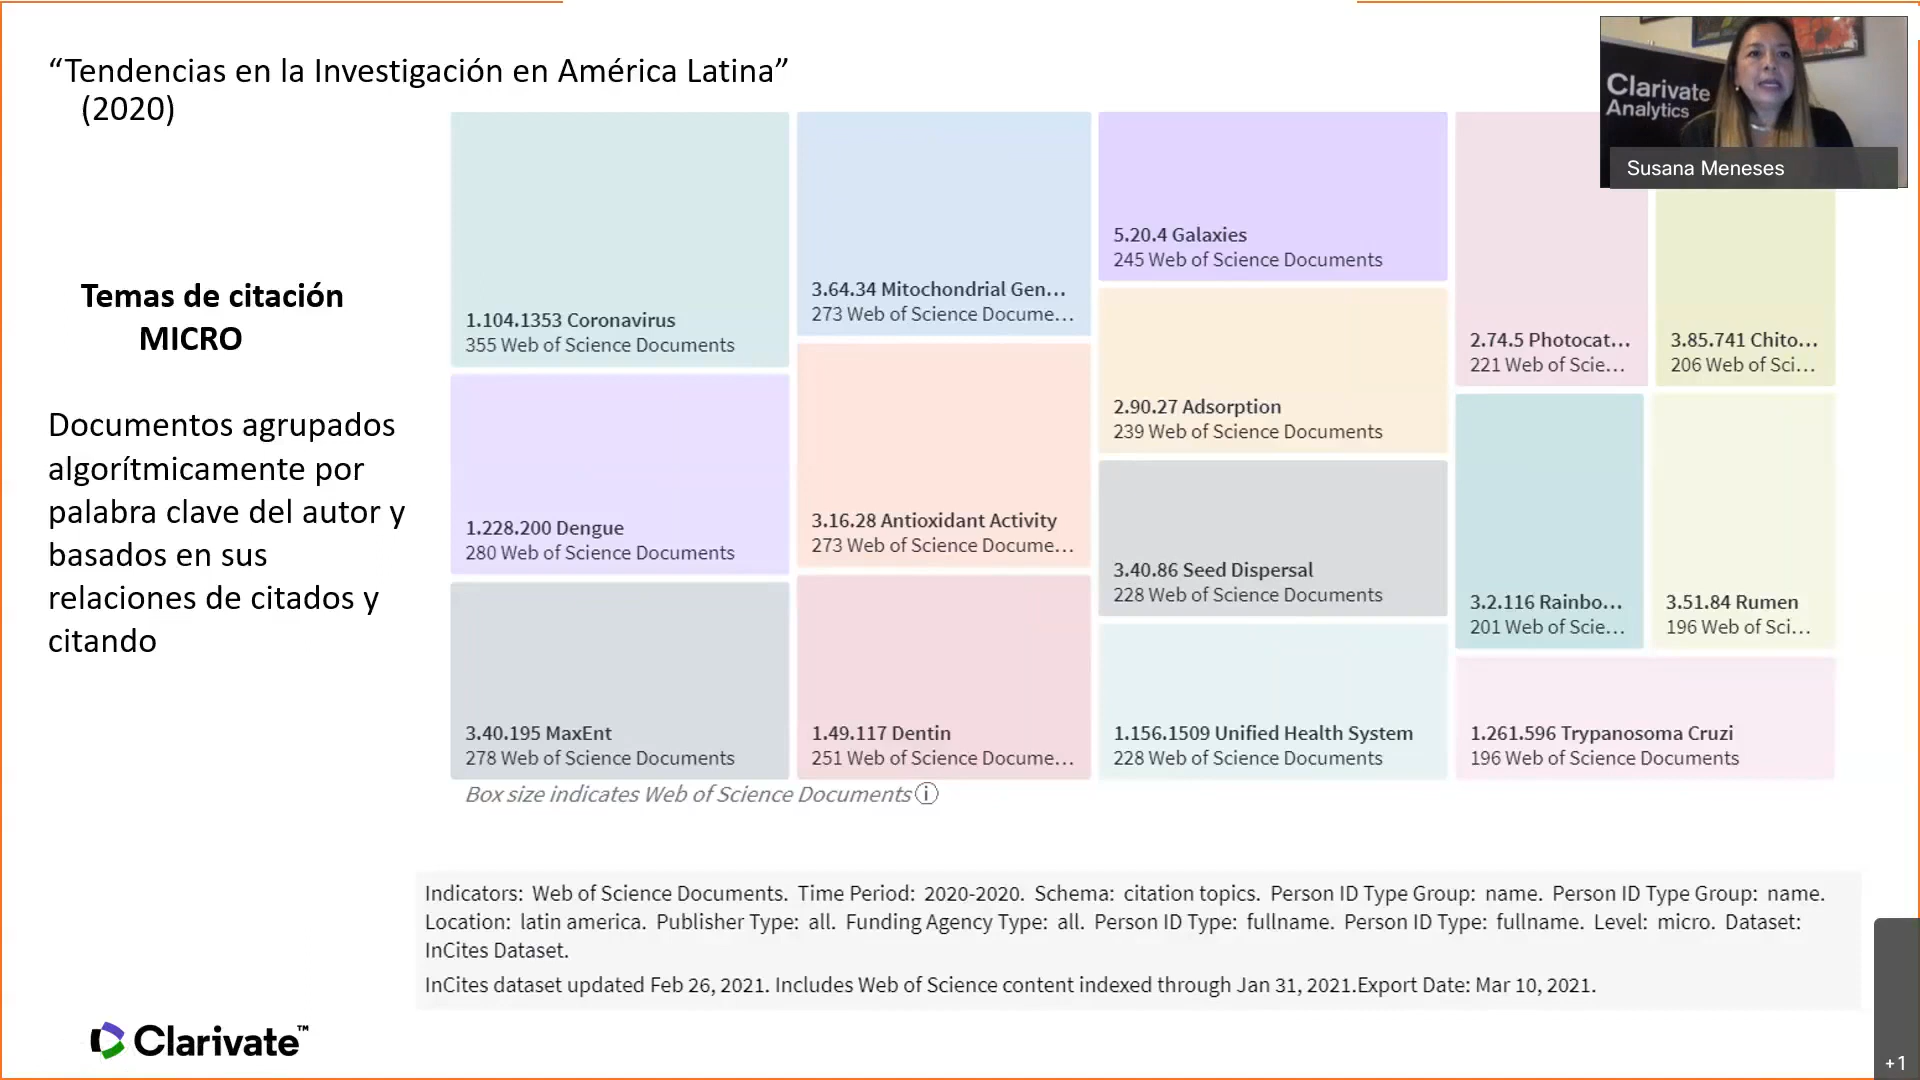 “Tendencias en la Investigación en América Latina”
(2020)
Clarivate
Analytics
Susana Meneses
Temas de citación
MICRO
Documentos agrupados
algorítmicamente por
palabra clave del autor y
basados en sus
relaciones de citados y
citando
1.104.1353 Coronavirus
355 Web of Science Documents
1.228.200 Dengue
280 Web of Science Documents
3.40.195 MaxEnt
278 Web of Science Documents
3.64.34 Mitochondrial Gen...
273 Web of Science Docume...
3.16.28 Antioxidant Activity
273 Web of Science Docume...
1.49.117 Dentin
251 Web of Science Docume...
5.20.4 Galaxies
245 Web of Science Documents
2.90.27 Adsorption
239 Web of Science Documents
3.40.86 Seed Dispersal
228 Web of Science Documents
1.156.1509 Unified Health System
228 Web of Science Documents
2.74.5 Photocat...
221 Web of Scie...
3.85.741 Chito...
206 Web of Sci...
3.2.116 Rainbo...
201 Web of Scie...
3.51.84 Rumen
196 Web of Sci...
1.261.596 Trypanosoma Cruzi
196 Web of Science Documents
Box size indicates Web of Science Documents
Indicators: Web of Science Documents. Time Period: 2020-2020. Schema: citation topics. Person ID Type Group: name. Person ID Type Group: name.
Location: latin america. Publisher Type: all. Funding Agency Type: all. Person ID Type: fullname. Person ID Type: fullname. Level: micro. Dataset:
InCites Dataset.
InCites dataset updated Feb 26, 2021. Includes Web of Science content indexed through Jan 31, 2021.Export Date: Mar 10, 2021.
Clarivate™
+1